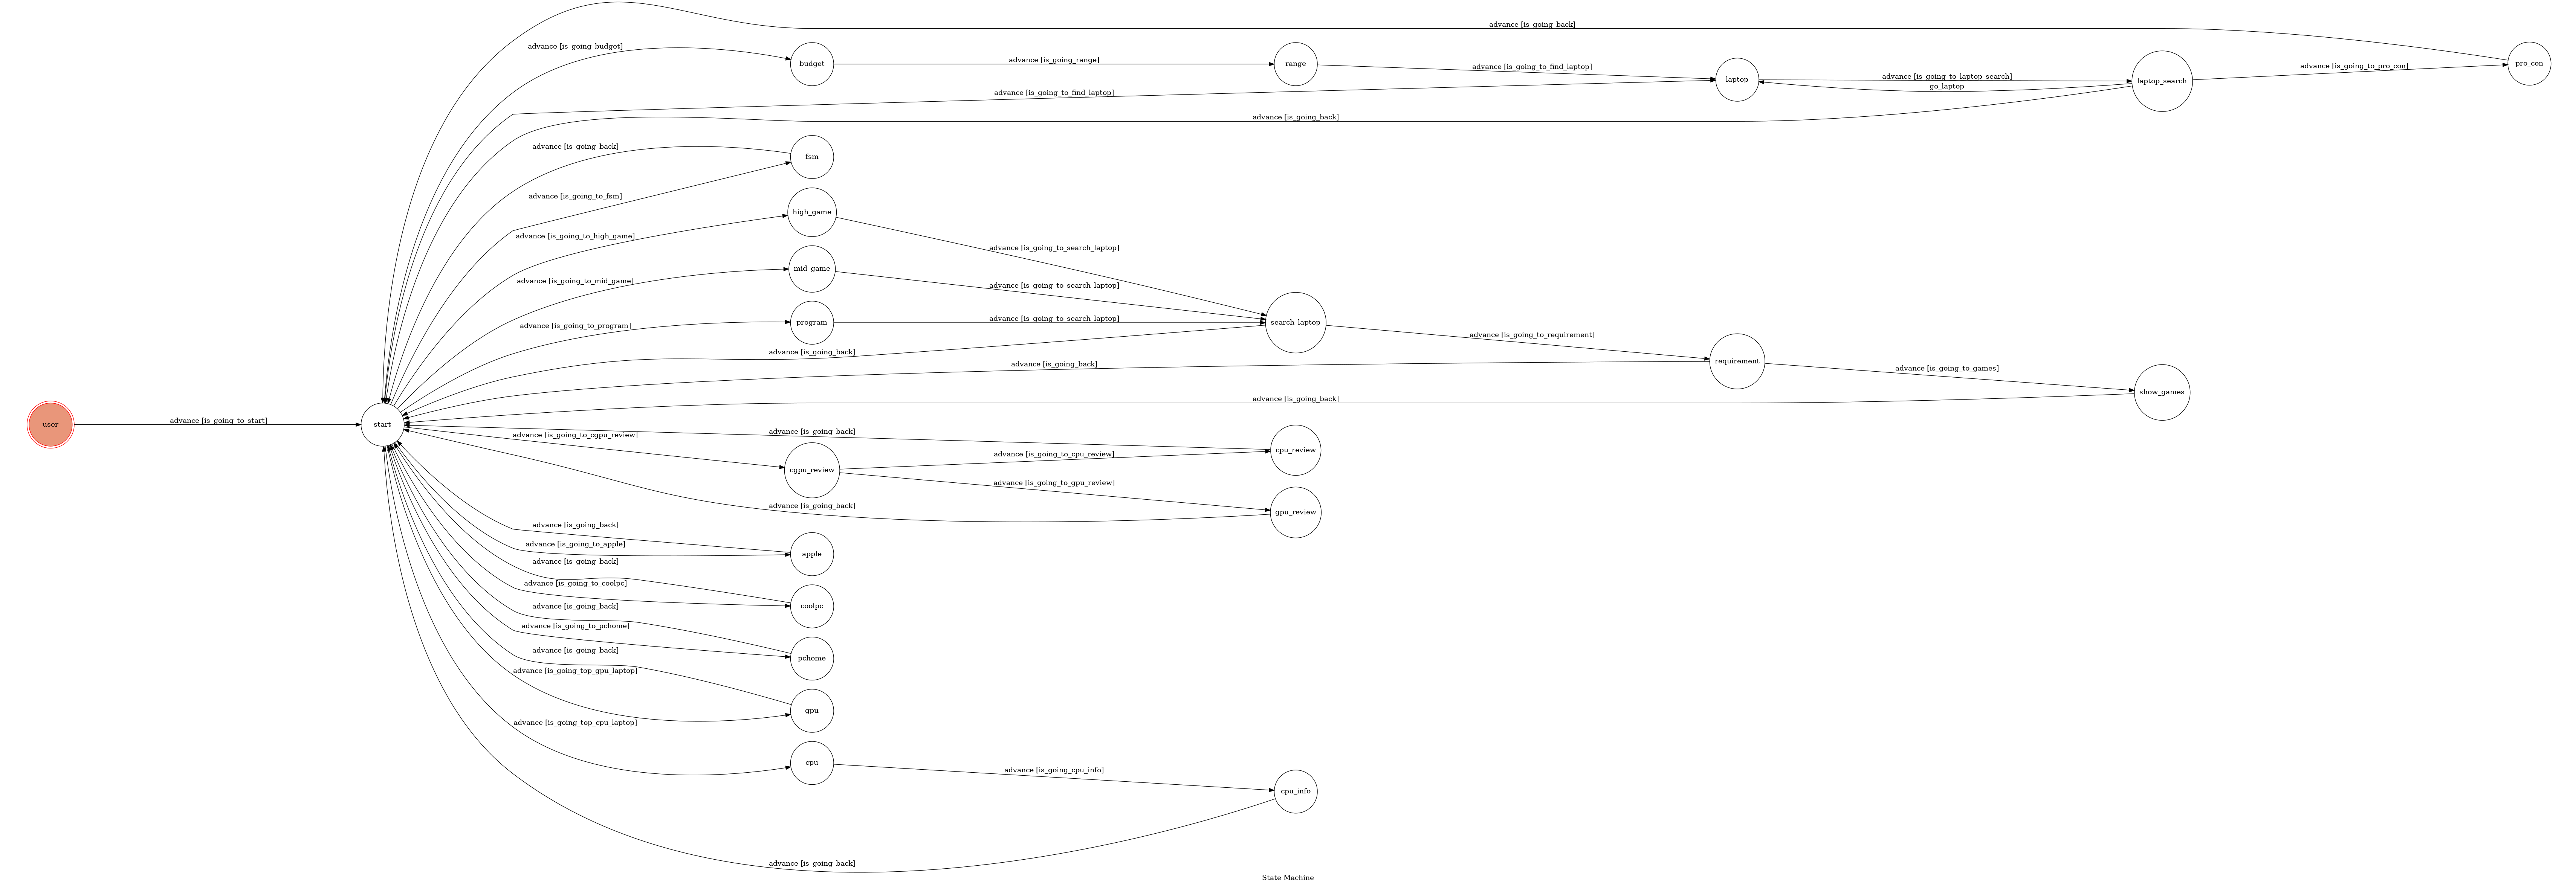 advance [is_going_back]
advance [is_going_budget]
budget
advance [is_going_range]
range
advance [is_going_to_find_laptop]
laptop
advance [is_going_to_laptop_search]
go_laptop
laptop_search
advance [is_going_to_pro_con]
pro_con
advance [is_going_to_find_laptop]
advance [is_going_back]
advance [is_going_back]
fsm
advance [is_going_to_fsm]
high_game
advance [is_going_to_high_game]
advance [is_going_to_search_laptop]
mid_game
advance [is_going_to_mid_game]
advance [is_going_to_search_laptop]
advance [is_going_to_program]
program
advance [is_going_to_search_laptop]
search_laptop
advance [is_going_to_requirement]
advance [is_going_back]
advance [is_going_back]
requirement
advance [is_going_to_games]
show_games
advance [is_going_back]
user
advance [is_going_to_start]
start
advance [is_going_back]
advance [is_going_to_cgpu_review]
cgpu_review
advance [is_going_to_cpu_review]
cpu_review
advance [is_going_to_gpu_review]
gpu_review
advance [is_going_back]
advance [is_going_back]
advance [is_going_to_apple]
apple
advance [is_going_back]
advance [is_going_to_coolpc]
coolpc
advance [is_going_back]
advance [is_going_to_pchome]
pchome
advance [is_going_back]
advance [is_going_top_gpu_laptop]
gpu
advance [is_going_top_cpu_laptop]
cpu
advance [is_going_cpu_info]
cpu_info
advance [is_going_back]
State Machine